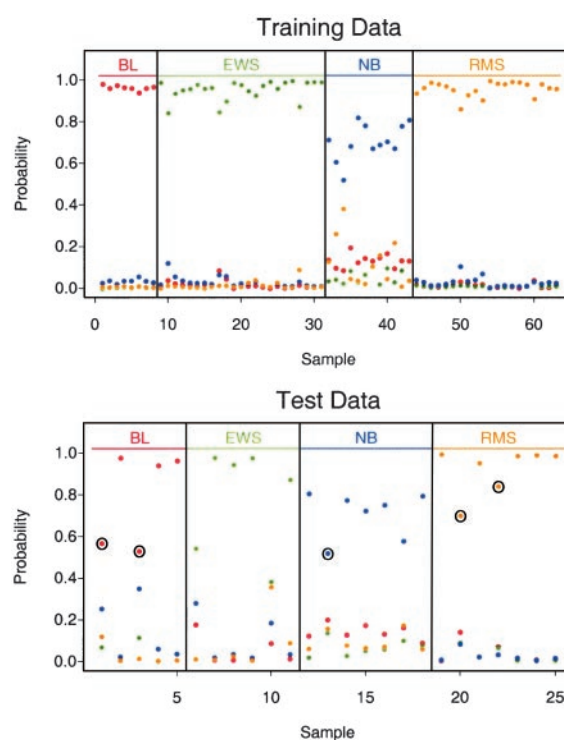 Training Data
BL EWS NB RMS
1.0
0.8
0.6
0.4
0.2
0.0
Probability
0 10 20 30 40 50 60
Sample
Test Data
BL EWS NB RMS
1.0
0.8
0.6
0.4
0.2
0.0
Probability
5 10 15 20 25
Sample